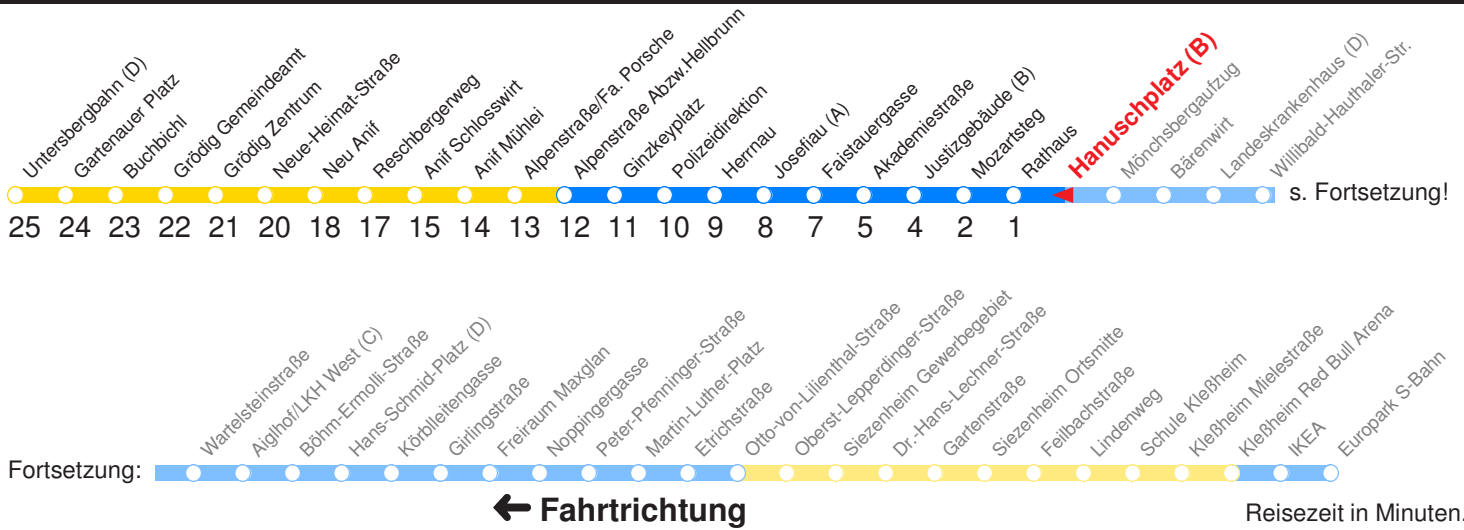 Untersbergbahn (D)
Gartenauer Platz
Buchbichl
Grödig Gemeindeamt
Grödig Zentrum
Neue-Heimat-Straße
Neu Anif
Reschbergerweg
Anif Schlosswirt
Anif Mühlei
Alpenstraße/Fa. Porsche
Alpenstraße Abzw.Hellbrunn
Ginzkeyplatz
Polizeidirektion
Herrnau
Josefiau (A)
Faistauergasse
Akademiestraße
Justizgebäude (B)
Mozartsteg
Rathaus
Hanuschplatz (B)
Mönchsbergaufzug
Bärenwirt
Landeskrankenhaus (D)
Willibald-Hauthaler-Str.
s. Fortsetzung!
25 24 23 22 21 20 18 17 15 14 13 12 11 10 9 8 7 5 4 2 1
Wartelsteinstraße
Aiglhof/LKH West (C)
Böhm-Ermolli-Straße
Hans-Schmid-Platz (D)
Körbleitengasse
Girlingstraße
Freiraum Maxglan
Noppingergasse
Peter-Pfenninger-Straße
Martin-Luther-Platz
Etrichstraße
Otto-von-Lilienthal-Straße
Oberst-Lepperdinger-Straße
Siezenheim Gewerbegebiet
Dr.-Hans-Lechner-Straße
Gartenstraße
Siezenheim Ortsmitte
Feilbachstraße
Lindenweg
Schule Kleßheim
Kleßheim Mielestraße
Kleßheim Red Bull Arena
IKEA
Europark S-Bahn
Fortsetzung:
Fahrtrichtung
Reisezeit in Minuten.